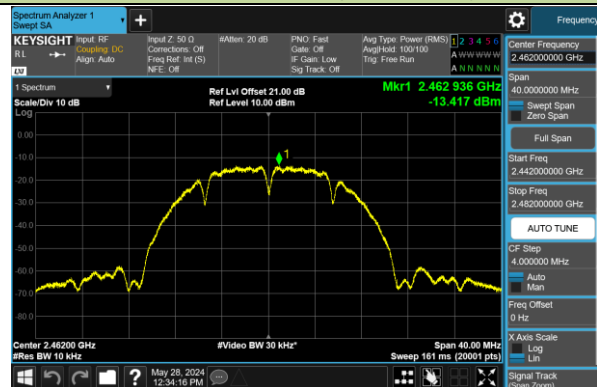 Spectrum Analyzer 1
Swept SA
+
Frequency
KEYSIGHT
Input: RF
Input Z: 50 Ω
#Atten: 20 dB
PNO: Fast
Avg Type: Power (RMS)
1 2 3 4 5 6
RL
Coupling: DC
Corrections: Off
Gate: Off
Avg|Hold: 100/100
A W W W W W
Align: Auto
Freq Ref: Int (S)
IF Gain: Low
Trig: Free Run
NFE: Off
Sig Track: Off
A N N N N N
LXI
1 Spectrum
Ref Lvl Offset 21.00 dB
Mkr1 2.462 936 GHz
Scale/Div 10 dB
Ref Level 10.00 dBm
-13.417 dBm
Log
0.00
-10.0
1
-20.0
-30.0
-40.0
-50.0
-60.0
-70.0
-80.0
Center 2.46200 GHz
#Video BW 30 kHz*
Span 40.00 MHz
#Res BW 10 kHz
Sweep 161 ms (20001 pts)
?
May 28, 2024
12:34:16 PM
Center Frequency
2.462000000 GHz
Span
40.0000000 MHz
Swept Span
Zero Span
Full Span
Start Freq
2.442000000 GHz
Stop Freq
2.482000000 GHz
AUTO TUNE
CF Step
4.000000 MHz
Auto
Man
Freq Offset
0 Hz
X Axis Scale
Log
Lin
Signal Track
(Span Zoom)